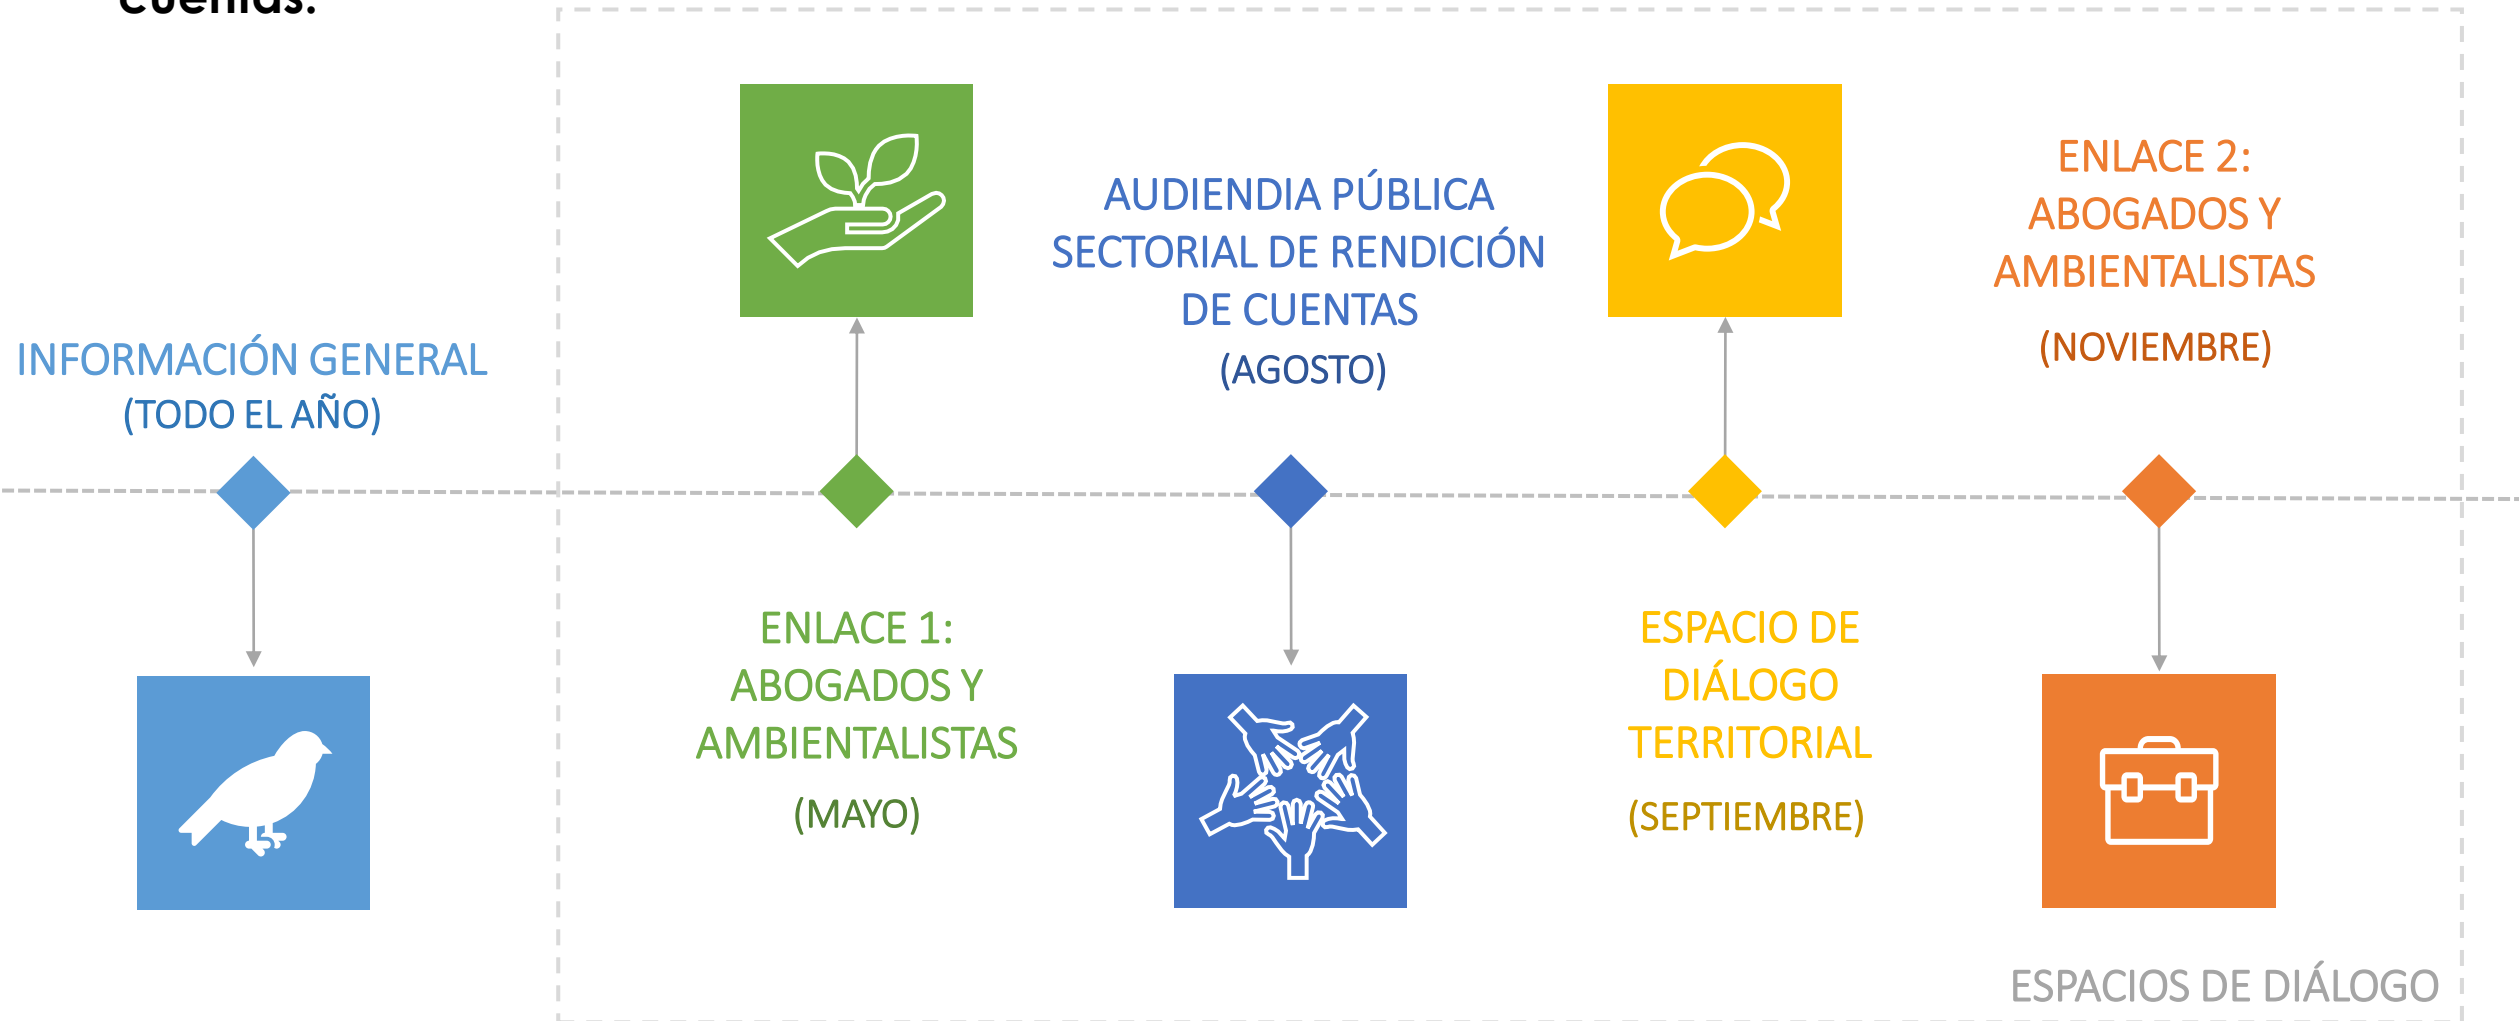 Cuentas.
INFORMACIÓN GENERAL
(TODO EL AÑO)
ENLACE 1:
ABOGADOS Y
AMBIENTALISTAS
(MAYO)
AUDIENDIA PÚBLICA
SECTORIAL DE RENDICIÓN
DE CUENTAS
(AGOSTO)
ESPACIO DE
DIÁLOGO
TERRITORIAL
(SEPTIEMBRE)
ENLACE 2:
ABOGADOS Y
AMBIENTALISTAS
(NOVIEMBRE)
ESPACIOS DE DIÁLOGO